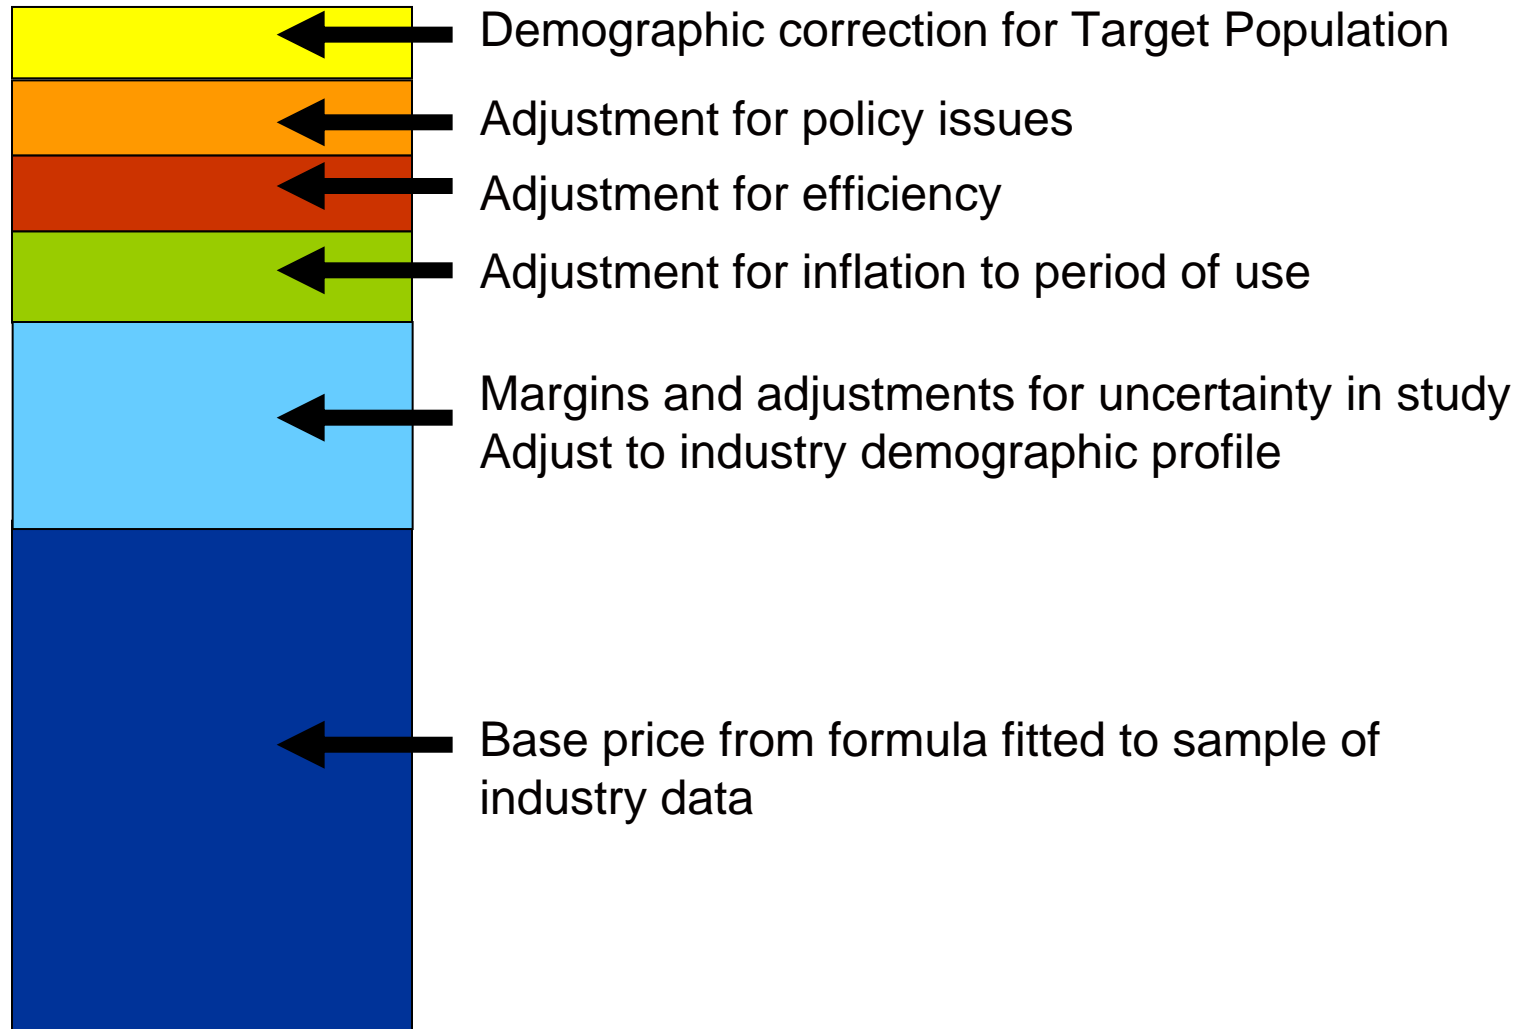 Demographic correction for Target Population
Adjustment for policy issues
Adjustment for efficiency
Adjustment for inflation to period of use
Margins and adjustments for uncertainty in study
Adjust to industry demographic profile
Base price from formula fitted to sample of
industry data